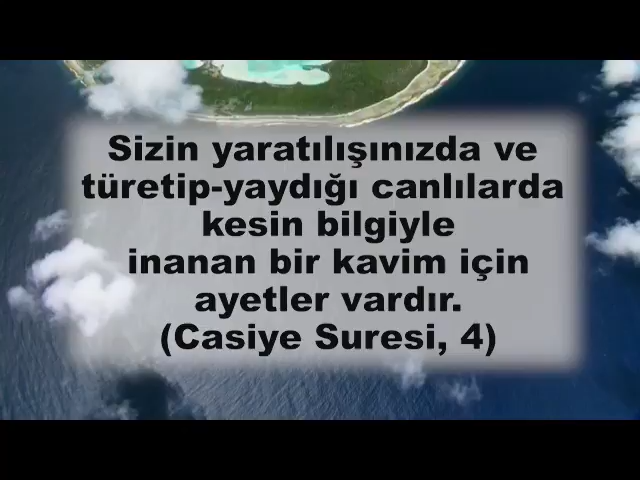 Sizin yaratılışınızda ve
türetip-yaydığı canlılarda
kesin bilgiyle
inanan bir kavim için
ayetler vardır.
(Casiye Suresi, 4)